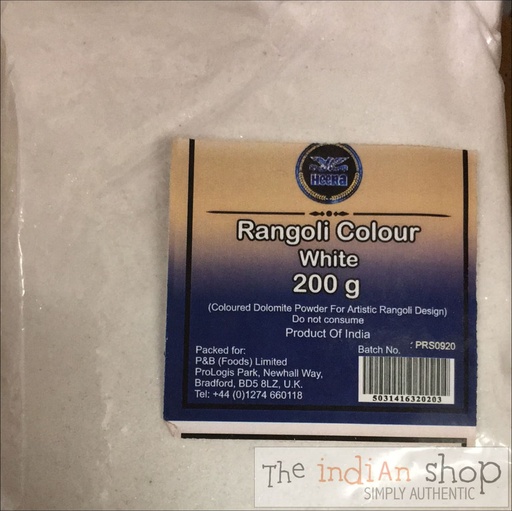 HEERA
Rangoli Colour
White
200 g
(Coloured Dolomite Powder For Artistic Rangoli Design)
Do not consume
Product Of India
Packed for:
P&B (Foods) Limited
ProLogis Park, Newhall Way,
Bradford, BD5 8LZ, U.K.
Tel: +44 (0)1274 660118
Batch No. : PRS0920
5031416320203
The indiAn shop
SIMPLY AUTHENTIC